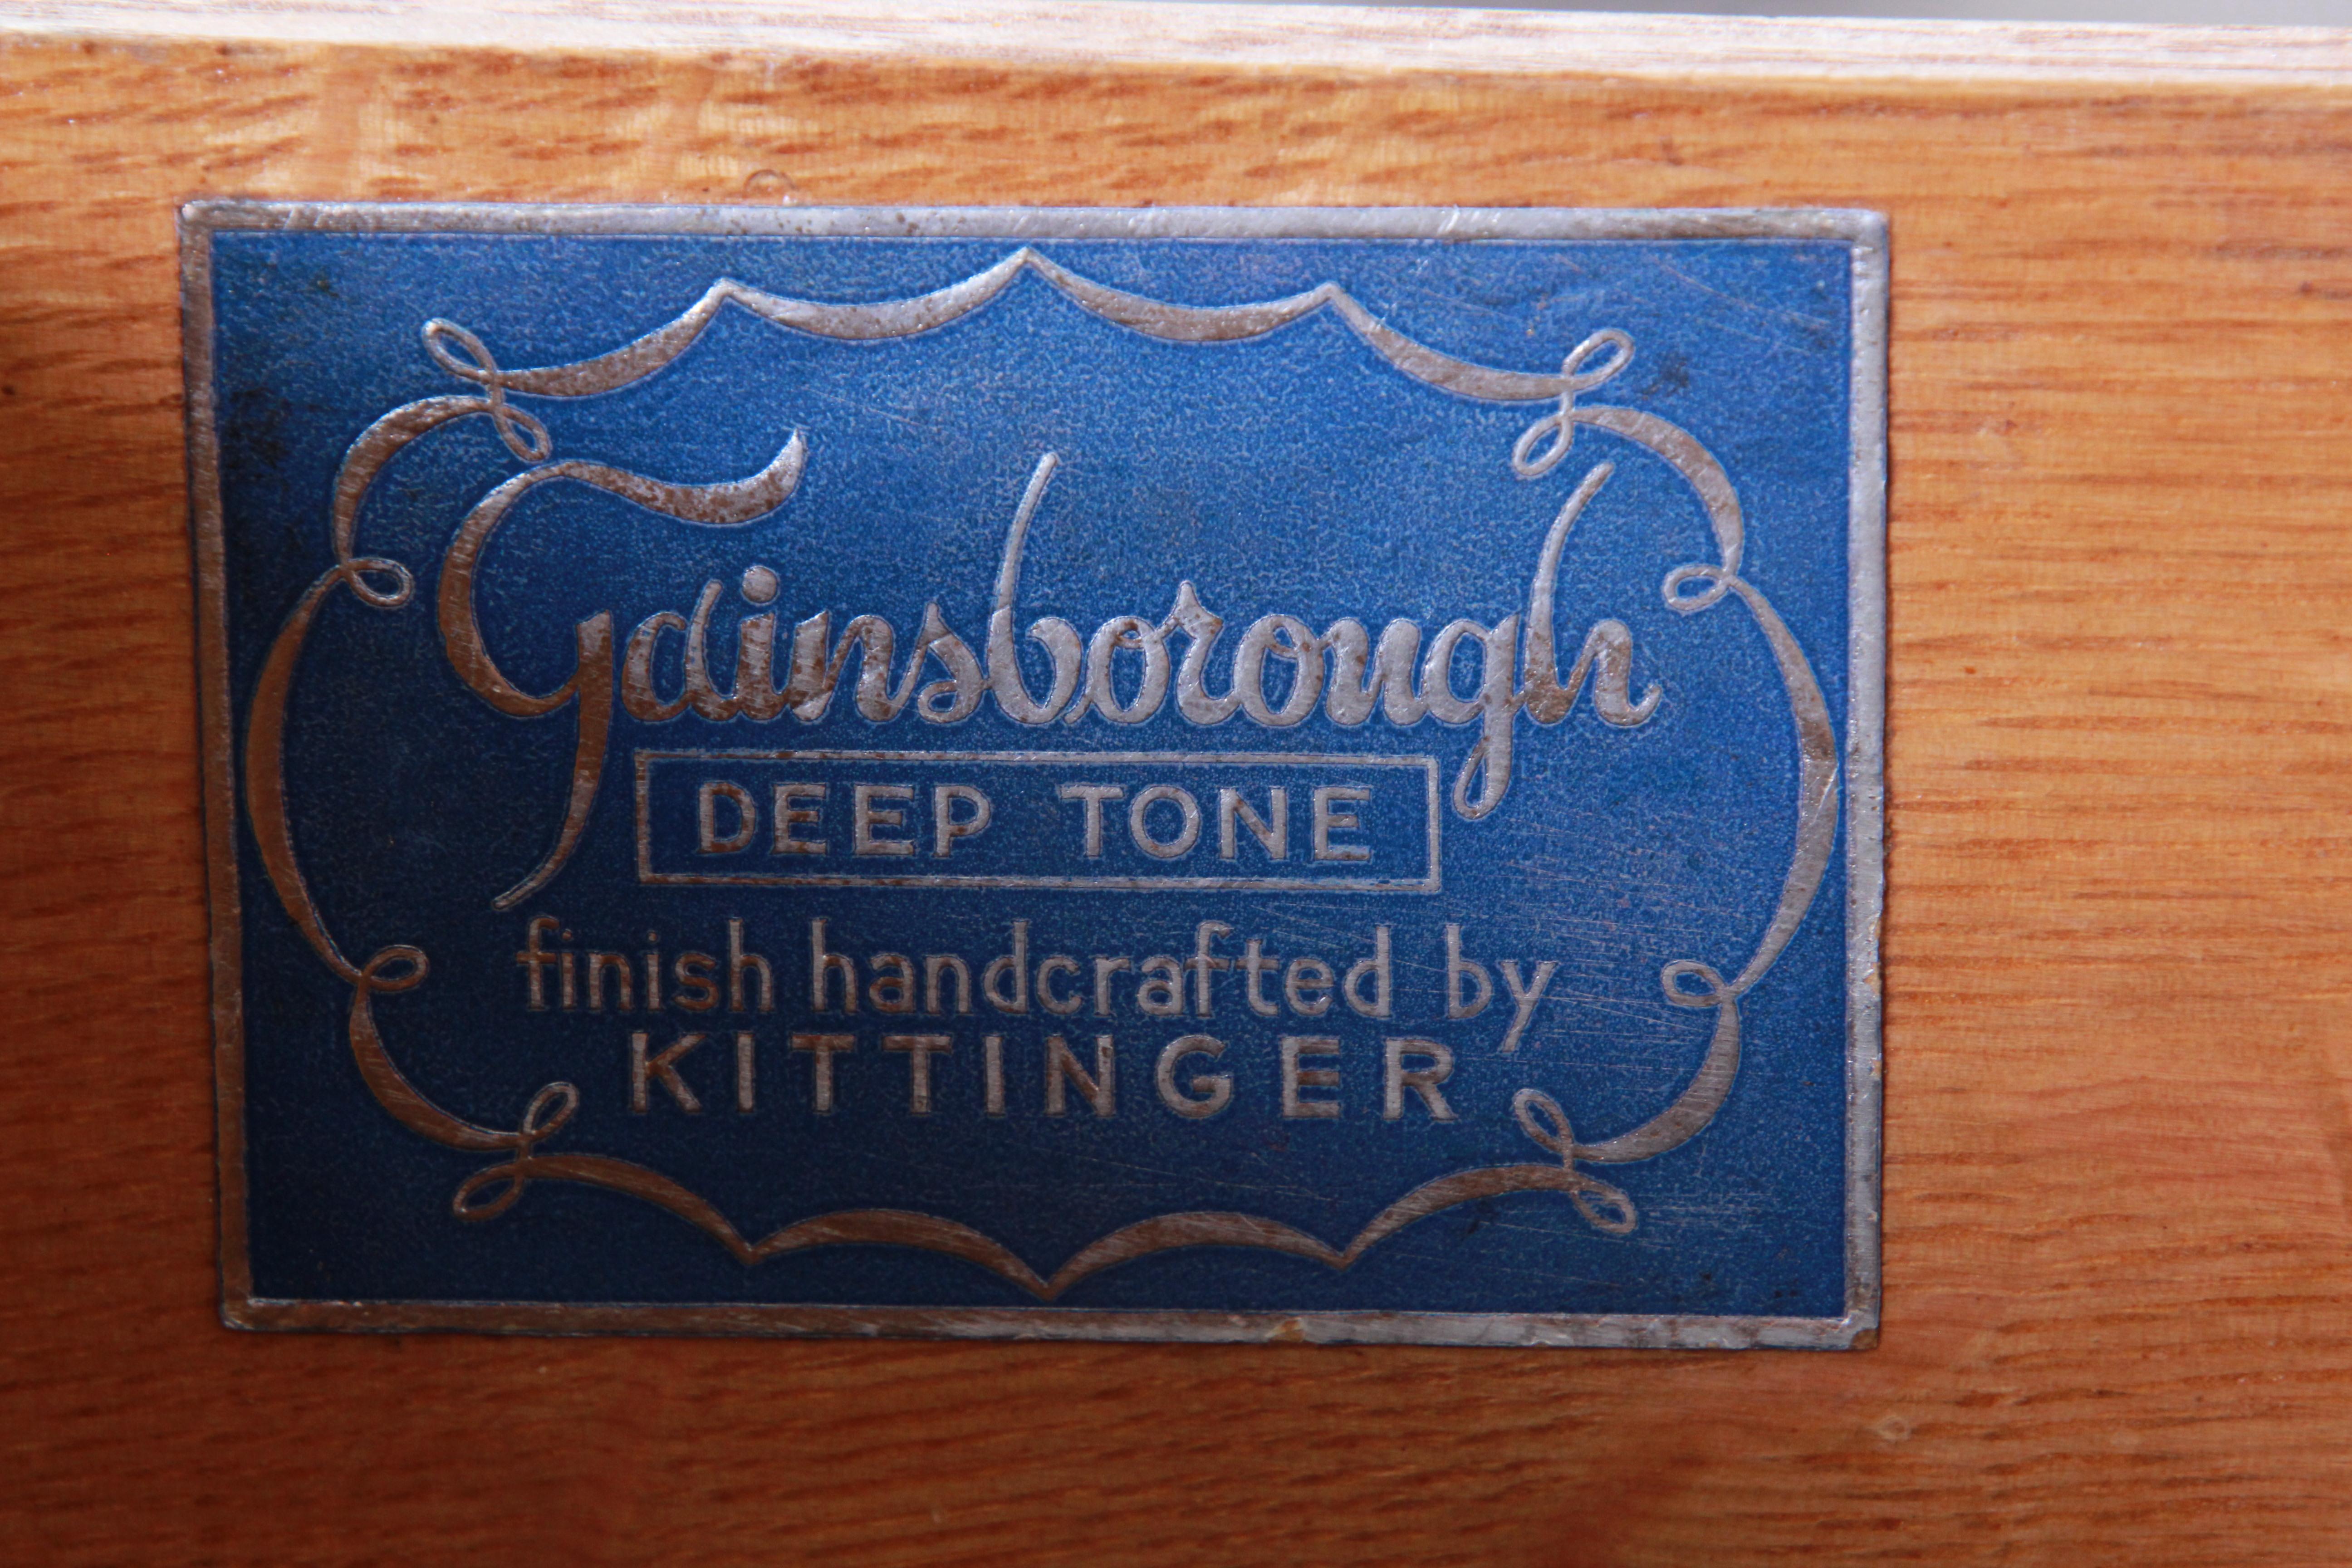 Gainsborough
DEEP TONE
finish handcrafted by
KITTINGER